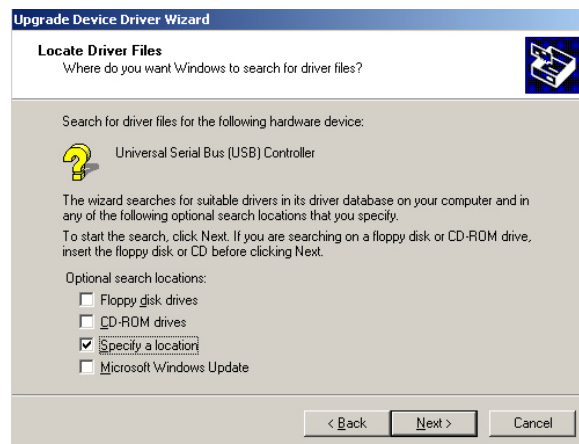 Upgrade Device Driver Wizard
Locate Driver Files
Where do you want Windows to search for driver files?
Search for driver files for the following hardware device:
Universal Serial Bus (USB) Controller
The wizard searches for suitable drivers in its driver database on your computer and in
any of the following optional search locations that you specify.
To start the search, click Next. If you are searching on a floppy disk or CD-ROM drive,
insert the floppy disk or CD before clicking Next.
Optional search locations:
Floppy disk drives
CD-ROM drives
Specify a location
Microsoft Windows Update
< Back
Next >
Cancel